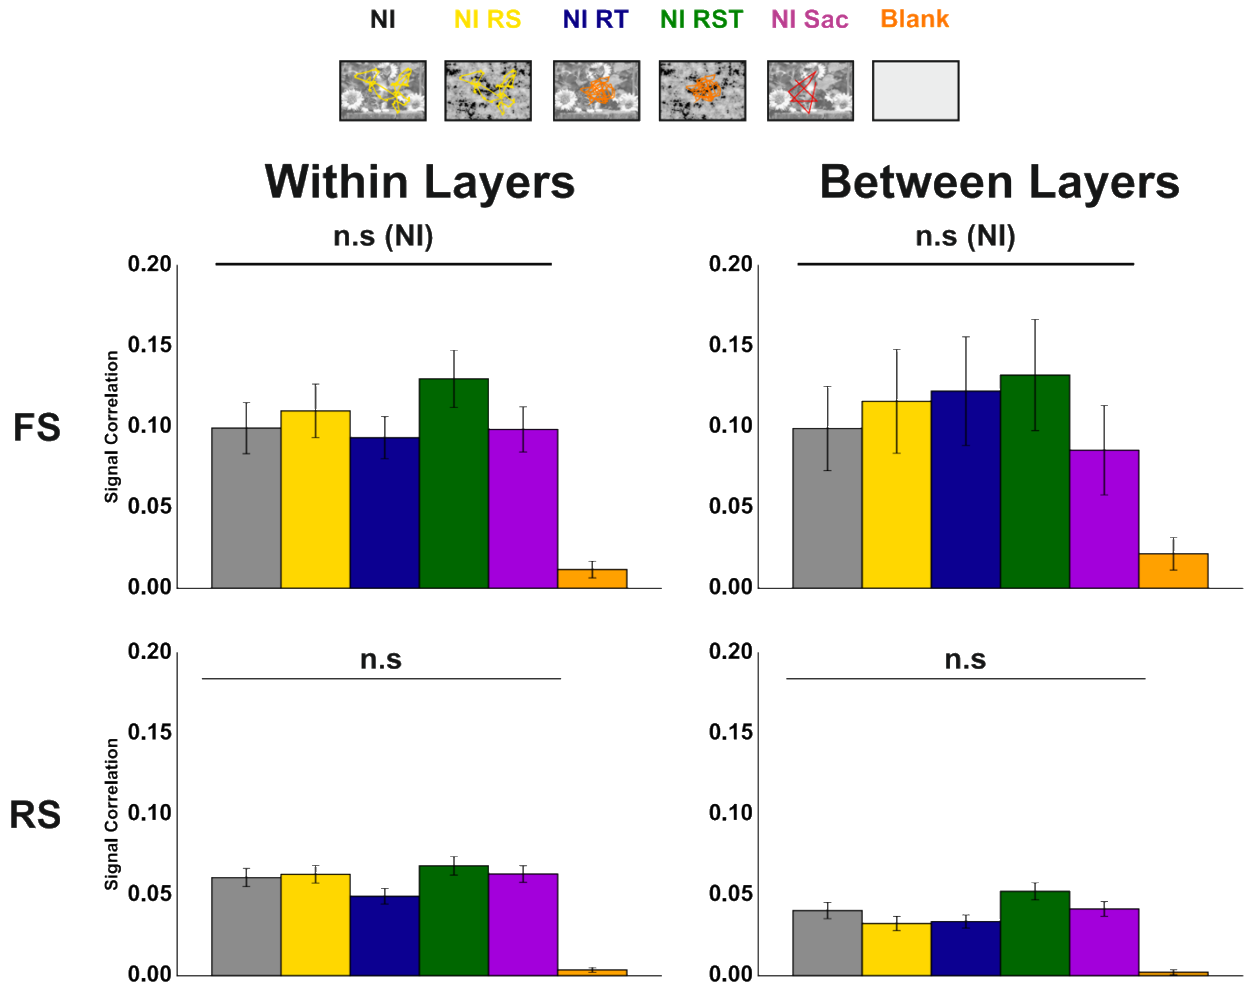 NI NI RS NI RT NI RST NI Sac Blank
Within Layers Between Layers
n.s (NI) n.s (NI)
FS
Signal Correlation
0.20
0.15
0.10
0.05
0.00
0.20
0.15
0.10
0.05
0.00
n.s n.s
RS
Signal Correlation
0.20
0.15
0.10
0.05
0.00
0.20
0.15
0.10
0.05
0.00